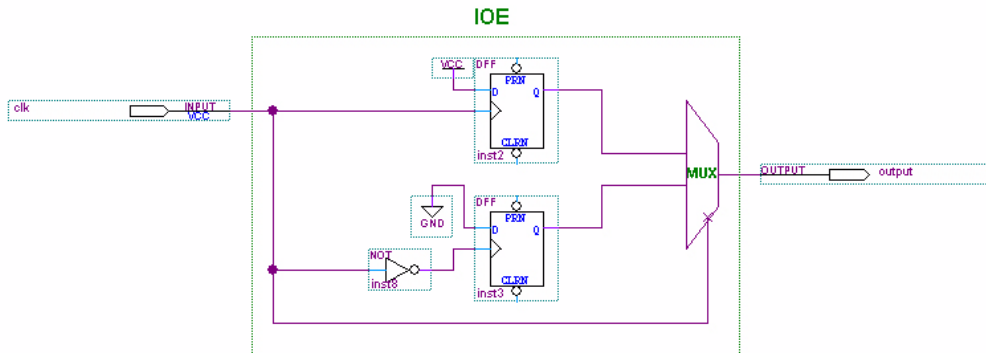 IOE
VCC
DFF
PRN
D
Q
CLRN
inst2
clk
INPUT
VCC
MUX
OUTPUT
output
GND
DFF
PRN
D
Q
CLRN
inst3
NOT
inst8